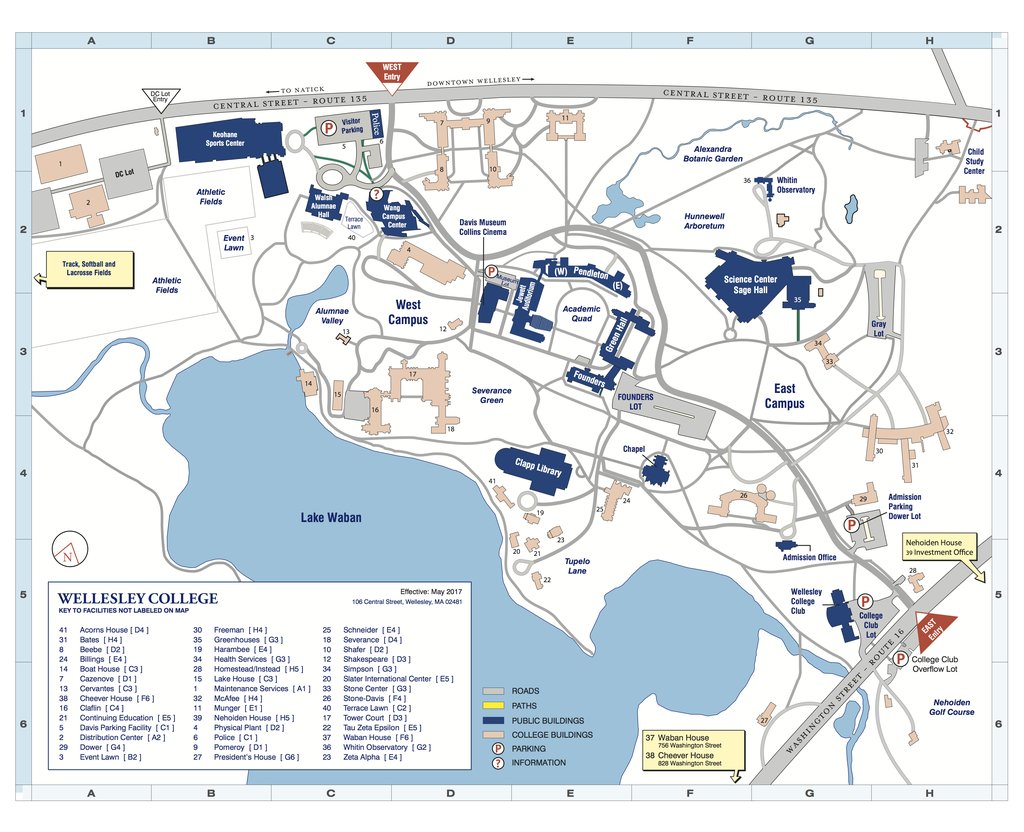 A B C D E F G H
WEST
Entry
DC Lot
Entry
TO NATICK
DOWNTOWN WELLESLEY
CENTRAL STREET – ROUTE 135
CENTRAL STREET – ROUTE 135
1
1
Keohane
Sports Center
Visitor
Parking
P
Police
5
6
7
9
11
8
10
Alexandra
Botanic Garden
Child
Study
Center
1
DC Lot
2
Athletic
Fields
Walsh
Alumnae
Hall
?
Wang
Campus
Center
Terrace
Lawn
40
36
Whitin
Observatory
Hunnewell
Arboretum
2
2
Event
Lawn
3
Davis Museum
Collins Cinema
4
P
Museum
Lot
(W) Pendleton
(E)
Jewett
Auditorium
Science Center
Sage Hall
35
Track, Softball and
Lacrosse Fields
Athletic
Fields
Alumnae
Valley
13
West
Campus
12
Academic
Quad
Green Hall
Gray
Lot
34
33
3
3
14
15
16
17
18
Severance
Green
Founders
FOUNDERS
LOT
East
Campus
30
32
31
4
4
Chapel
Clapp Library
41
19
25
24
26
29
Admission
Parking
Dower Lot
P
Lake Waban
N
20
21
23
22
Tupelo
Lane
Admission Office
Nehoiden House
39 Investment Office
28
5
5
Wellesley
College
Club
P
College
Club
Lot
EAST
Entry
P
College Club
Overflow Lot
WASHINGTON STREET – ROUTE 16
27
Nehoiden
Golf Course
6
6
WELLESLEY COLLEGE
KEY TO FACILITIES NOT LABELED ON MAP
Effective: May 2017
106 Central Street, Wellesley, MA 02481
41 Acorns House [ D4 ]
31 Bates [ H4 ]
8 Beebe [ D2 ]
24 Billings [ E4 ]
14 Boat House [ C3 ]
7 Cazenove [ D1 ]
13 Cervantes [ C3 ]
38 Cheever House [ F6 ]
16 Claflin [ C4 ]
21 Continuing Education [ E5 ]
5 Davis Parking Facility [ C1 ]
2 Distribution Center [ A2 ]
29 Dower [ G4 ]
3 Event Lawn [ B2 ]
30 Freeman [ H4 ]
35 Greenhouses [ G3 ]
19 Harambee [ E4 ]
34 Health Services [ G3 ]
28 Homestead/Instead [ H5 ]
15 Lake House [ C3 ]
1 Maintenance Services [ A1 ]
32 McAfee [ H4 ]
11 Munger [ E1 ]
39 Nehoiden House [ H5 ]
4 Physical Plant [ D2 ]
6 Police [ C1 ]
9 Pomeroy [ D1 ]
27 President's House [ G6 ]
25 Schneider [ E4 ]
18 Severance [ D4 ]
10 Shafer [ D2 ]
12 Shakespeare [ D3 ]
34 Simpson [ G3 ]
20 Slater International Center [ E5 ]
33 Stone Center [ G3 ]
26 Stone-Davis [ F4 ]
40 Terrace Lawn [ C2 ]
17 Tower Court [ D3 ]
22 Tau Zeta Epsilon [ E5 ]
37 Waban House [ F6 ]
36 Whitin Observatory [ G2 ]
23 Zeta Alpha [ E4 ]
ROADS
PATHS
PUBLIC BUILDINGS
COLLEGE BUILDINGS
P PARKING
? INFORMATION
37 Waban House
756 Washington Street
38 Cheever House
828 Washington Street
A B C D E F G H